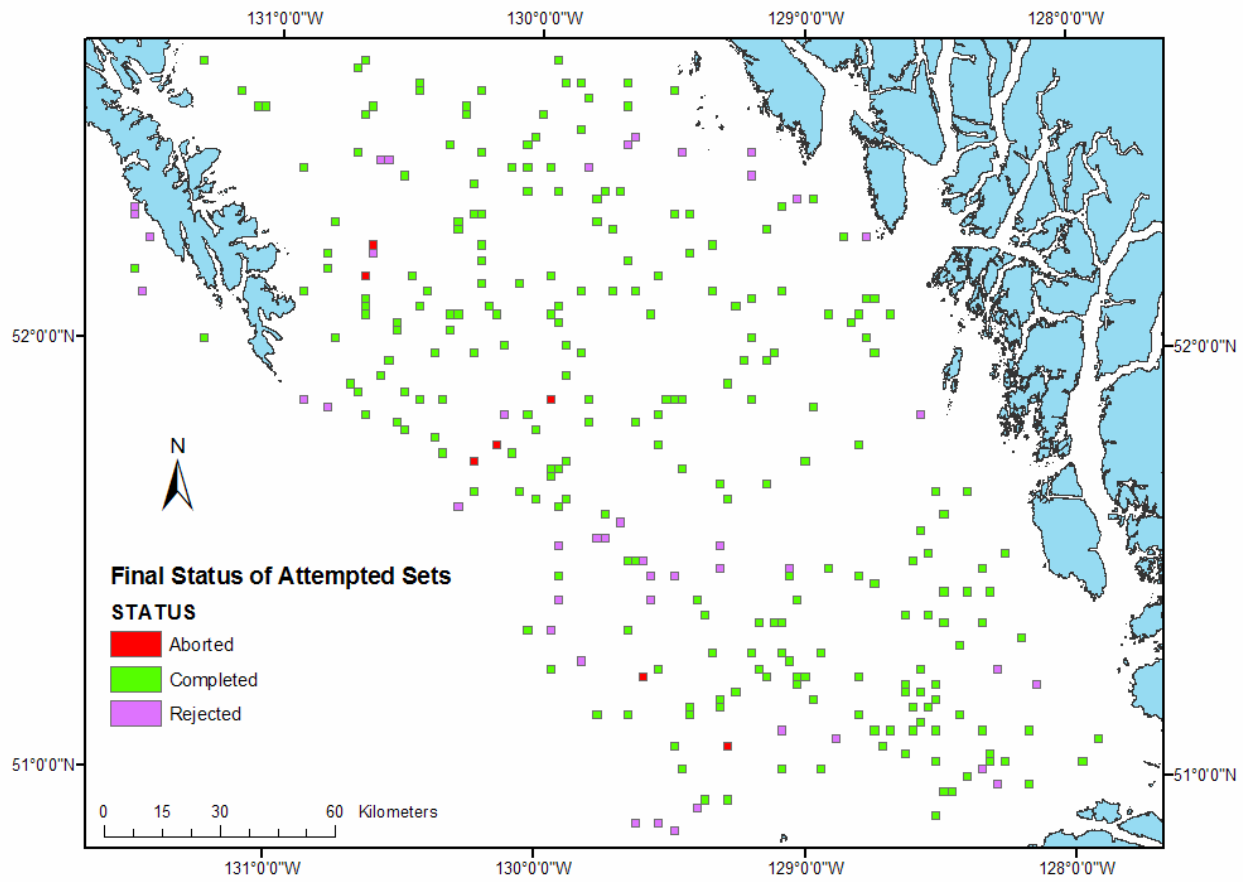 131°0'0"W 130°0'0"W 129°0'0"W 128°0'0"W
52°0'0"N 52°0'0"N
N
Final Status of Attempted Sets
STATUS
Aborted
Completed
Rejected
51°0'0"N 51°0'0"N
0 15 30 60 Kilometers
131°0'0"W 130°0'0"W 129°0'0"W 128°0'0"W